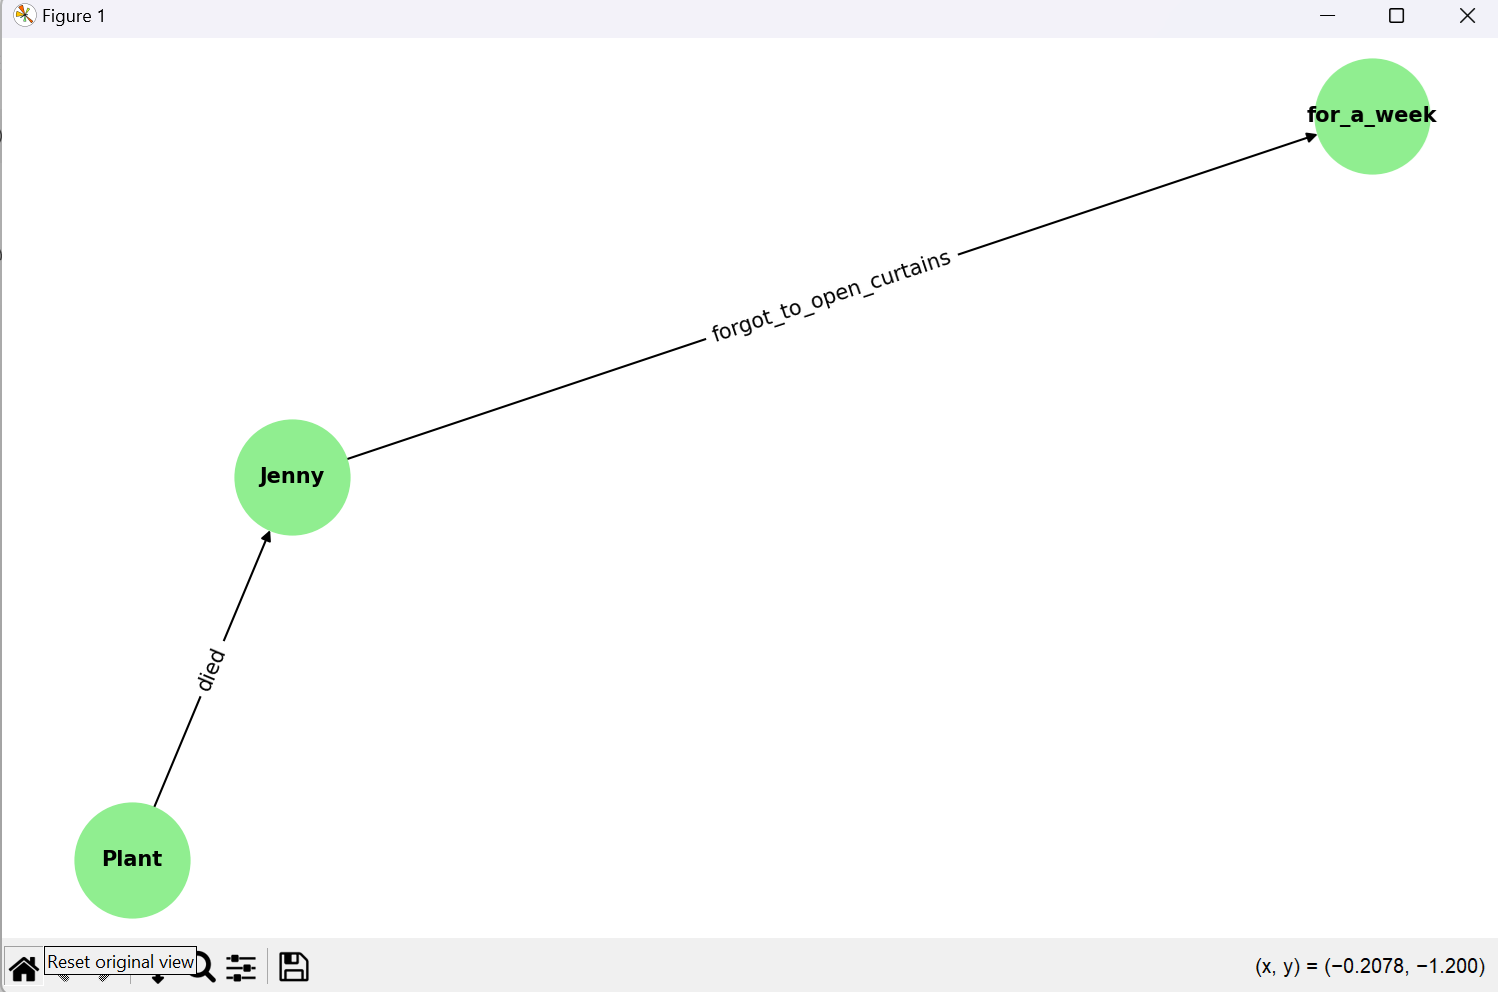 Figure 1
for_a_week
forgot_to_open_curtains
Jenny
died
Plant
Reset original view
(x, y) = (−0.2078, −1.200)